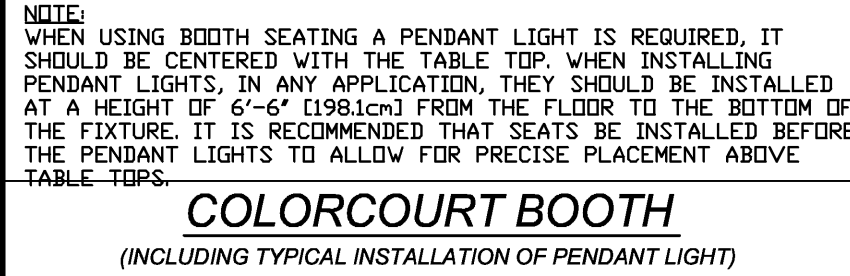 NOTE:
WHEN USING BOOTH SEATING A PENDANT LIGHT IS REQUIRED, IT
SHOULD BE CENTERED WITH THE TABLE TOP. WHEN INSTALLING
PENDANT LIGHTS, IN ANY APPLICATION, THEY SHOULD BE INSTALLED
AT A HEIGHT OF 6'-6" [198.1cm] FROM THE FLOOR TO THE BOTTOM OF
THE FIXTURE. IT IS RECOMMENDED THAT SEATS BE INSTALLED BEFORE
THE PENDANT LIGHTS TO ALLOW FOR PRECISE PLACEMENT ABOVE
TABLE TOPS.
COLORCOURT BOOTH
(INCLUDING TYPICAL INSTALLATION OF PENDANT LIGHT)